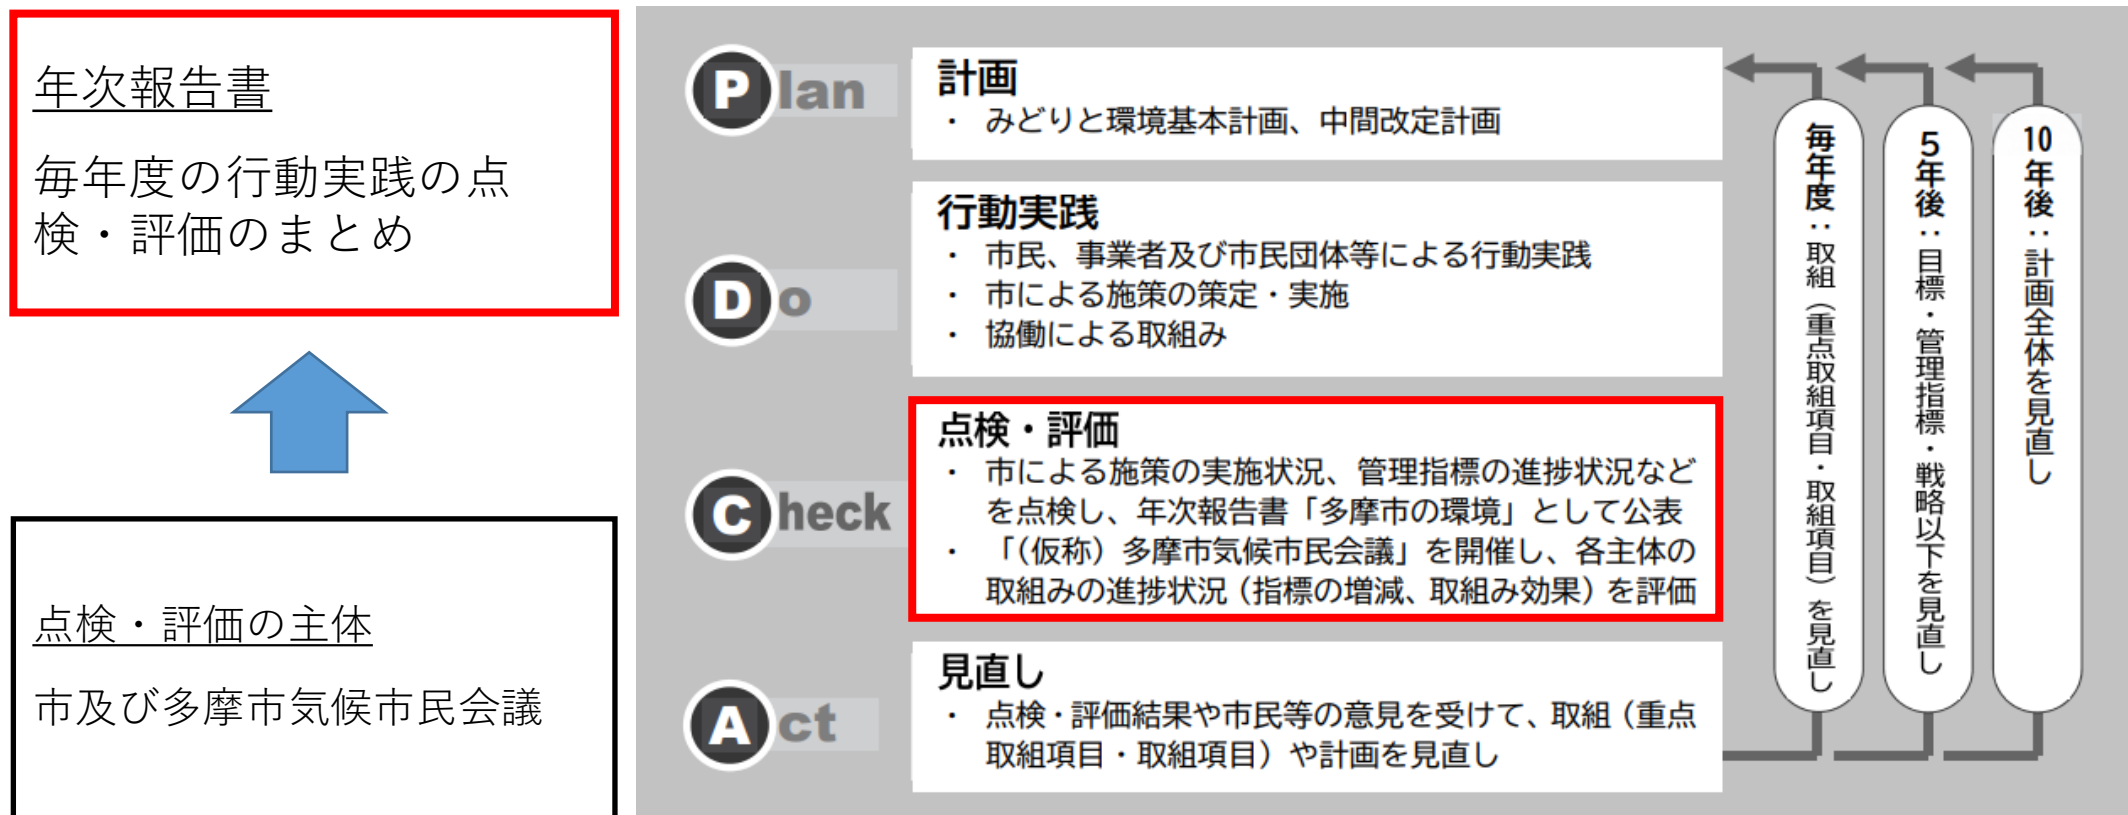 年次報告書
毎年度の行動実践の点
検・評価のまとめ
点検・評価の主体
市及び多摩市気候市民会議
Plan
計画
・ みどりと環境基本計画、中間改定計画
Do
行動実践
・ 市民、事業者及び市民団体等による行動実践
・ 市による施策の策定・実施
・ 協働による取組み
Check
点検・評価
・ 市による施策の実施状況、管理指標の進捗状況など
を点検し、年次報告書「多摩市の環境」として公表
・ 「(仮称) 多摩市気候市民会議」を開催し、各主体の
取組みの進捗状況（指標の増減、取組み効果）を評価
Act
見直し
・ 点検・評価結果や市民等の意見を受けて、取組（重点
取組項目・取組項目）や計画を見直し
毎年度：取組（重点取組項目・取組項目）を見直し
5年後：目標・管理指標・戦略以下を見直し
10年後：計画全体を見直し